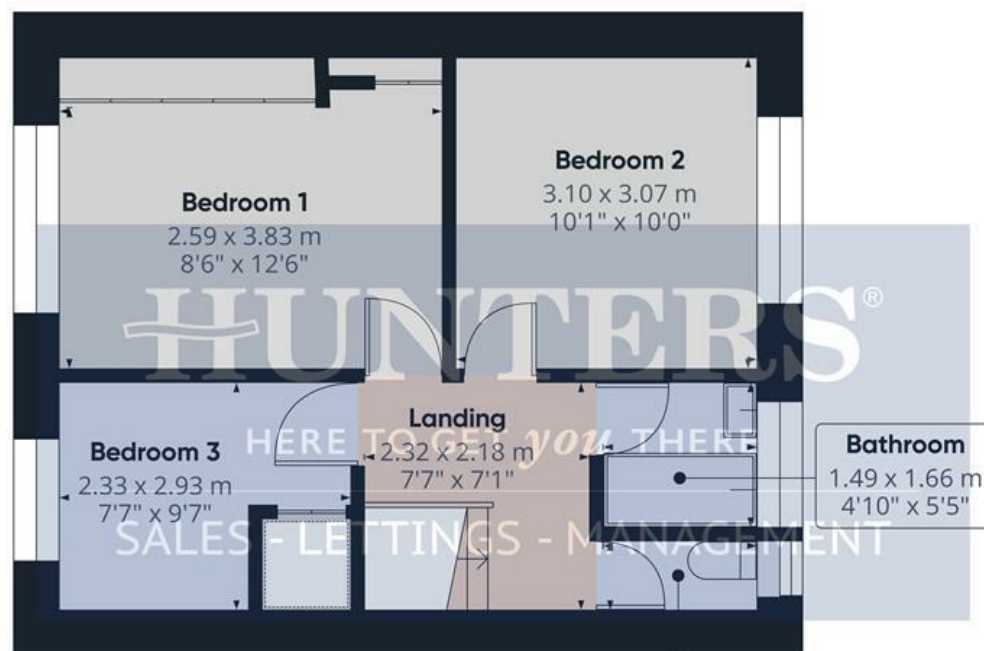 Bedroom 1
2.59 x 3.83 m
8'6" x 12'6"
Bedroom 2
3.10 x 3.07 m
10'1" x 10'0"
HUNTERS®
HERE TO GET you THERE
SALES - LETTINGS - MANAGEMENT
Bedroom 3
2.33 x 2.93 m
7'7" x 9'7"
Landing
2.32 x 2.18 m
7'7" x 7'1"
Bathroom
1.49 x 1.66 m
4'10" x 5'5"